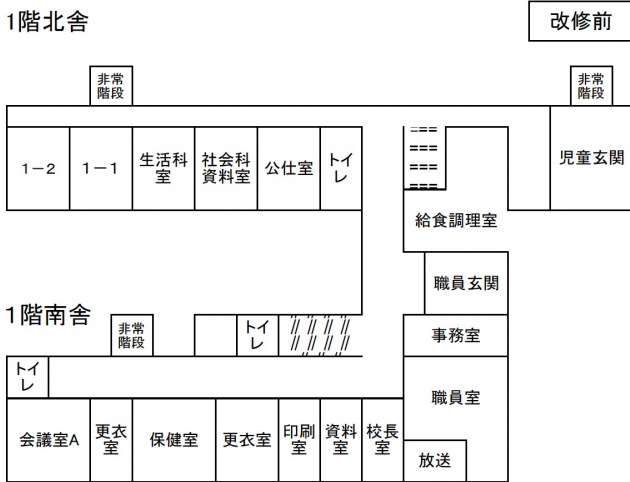 1階北舎
改修前
非常
階段
非常
階段
1－2
1－1
生活科
室
社会科
資料室
公仕室
トイ
レ
児童玄関
給食調理室
職員玄関
1階南舎
非常
階段
トイ
レ
事務室
トイ
レ
職員室
会議室A
更衣
室
保健室
更衣室
印刷
室
資料
室
校長
室
放送